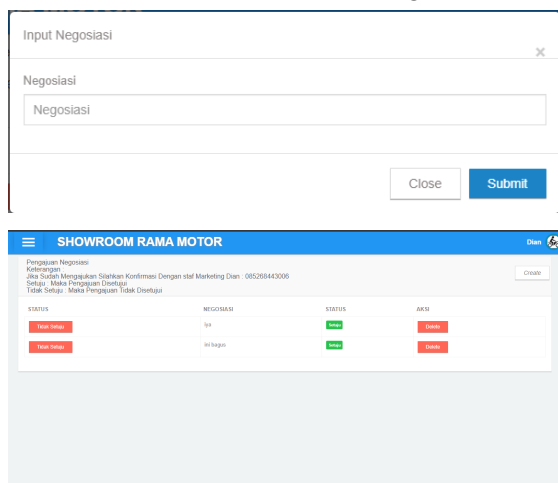 Input Negosiasi
×
Negosiasi
Negosiasi
Close Submit
SHOWROOM RAMA MOTOR Dian
Pengajuan Negosiasi
Keterangan
Jika Sudah Mengajukan Silahkan Konfirmasi Dengan staf Marketing Dian : 085268443006
Setuju : Maka Pengajuan Disetujui
Tidak Setuju : Maka Pengajuan Tidak Disetujui
Create
STATUS NEGOSIASI STATUS AKSI
Tidak Setuju Iya Setuju Delete
Tidak Setuju ini bagus Setuju Delete